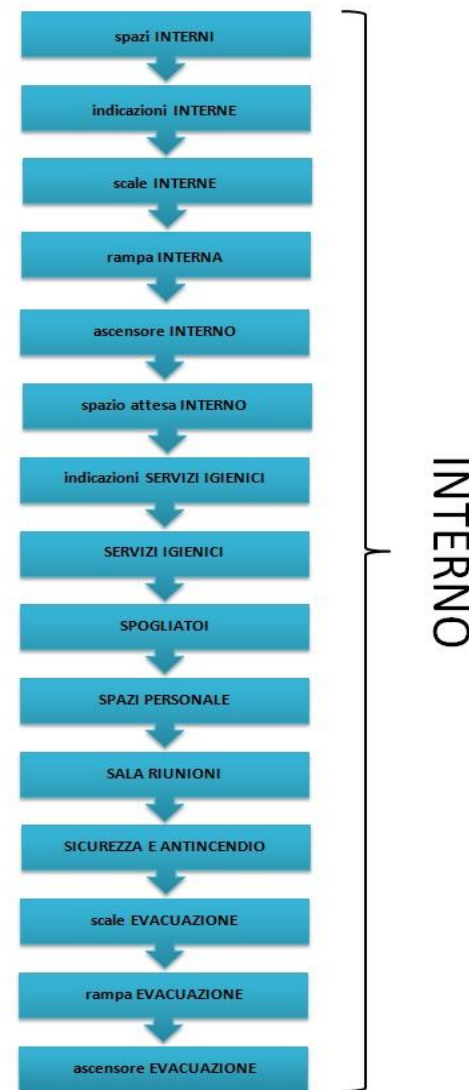 spazi INTERNI
indicazioni INTERNE
scale INTERNE
rampa INTERNA
ascensore INTERNO
spazio attesa INTERNO
indicazioni SERVIZI IGIENICI
SERVIZI IGIENICI
SPOGLIATOI
SPAZI PERSONALE
SALA RIUNIONI
SICUREZZA E ANTINCENDIO
scale EVACUAZIONE
rampa EVACUAZIONE
ascensore EVACUAZIONE
INTERNO